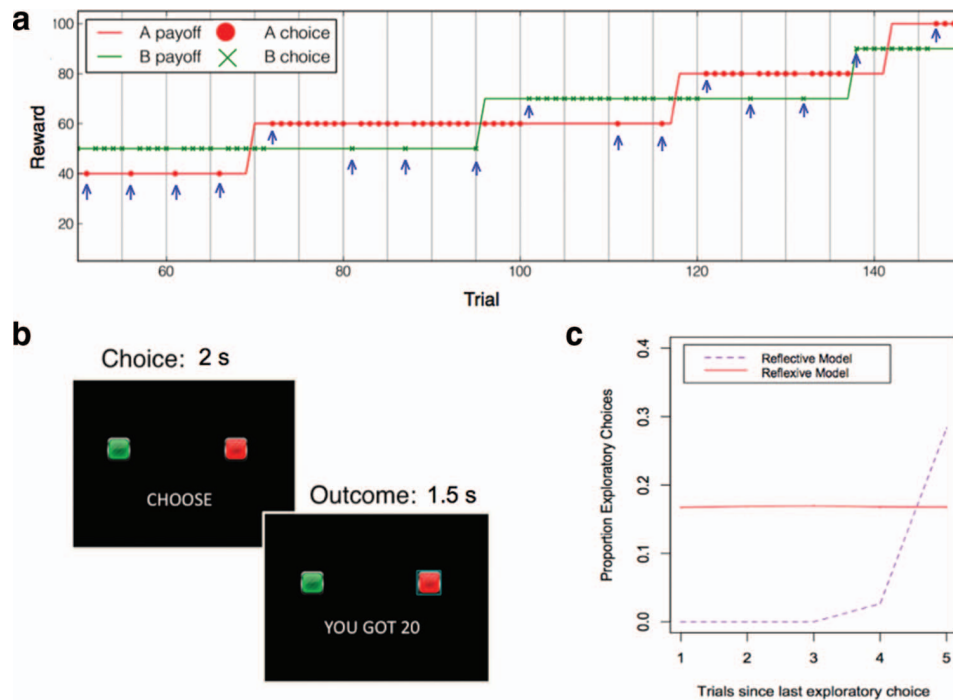 a
A payoff
A choice
B payoff
B choice
Reward
100
80
60
40
20
60
80
100
120
140
Trial
b
Choice: 2 s
CHOOSE
Outcome: 1.5 s
YOU GOT 20
c
Reflective Model
Reflexive Model
Proportion Exploratory Choices
0.4
0.3
0.2
0.1
0.0
1
2
3
4
5
Trials since last exploratory choice